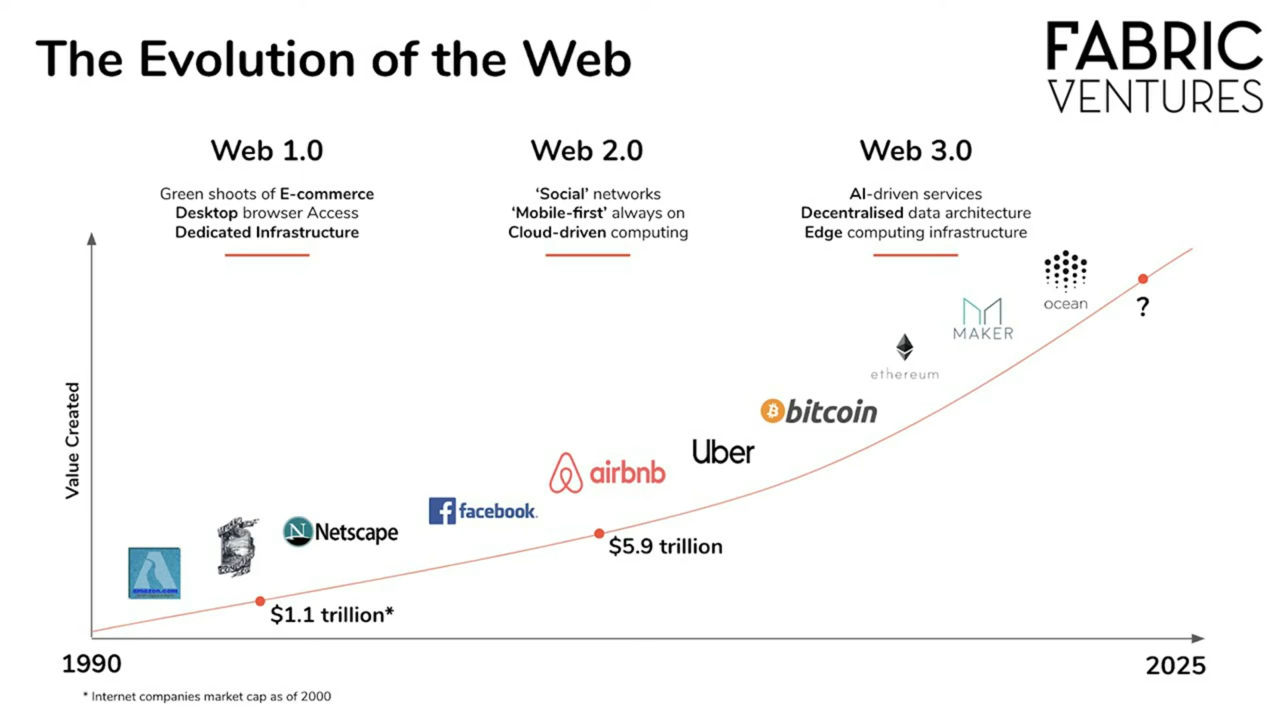 The Evolution of the Web
FABRIC
VENTURES
Web 1.0
Green shoots of E-commerce
Desktop browser Access
Dedicated Infrastructure
Web 2.0
‘Social’ networks
‘Mobile-first’ always on
Cloud-driven computing
Web 3.0
AI-driven services
Decentralised data architecture
Edge computing infrastructure
Value Created
amazon.com
N Netscape
f facebook.
airbnb
Uber
bitcoin
ethereum
MAKER
ocean
?
$1.1 trillion*
$5.9 trillion
1990
2025
* Internet companies market cap as of 2000